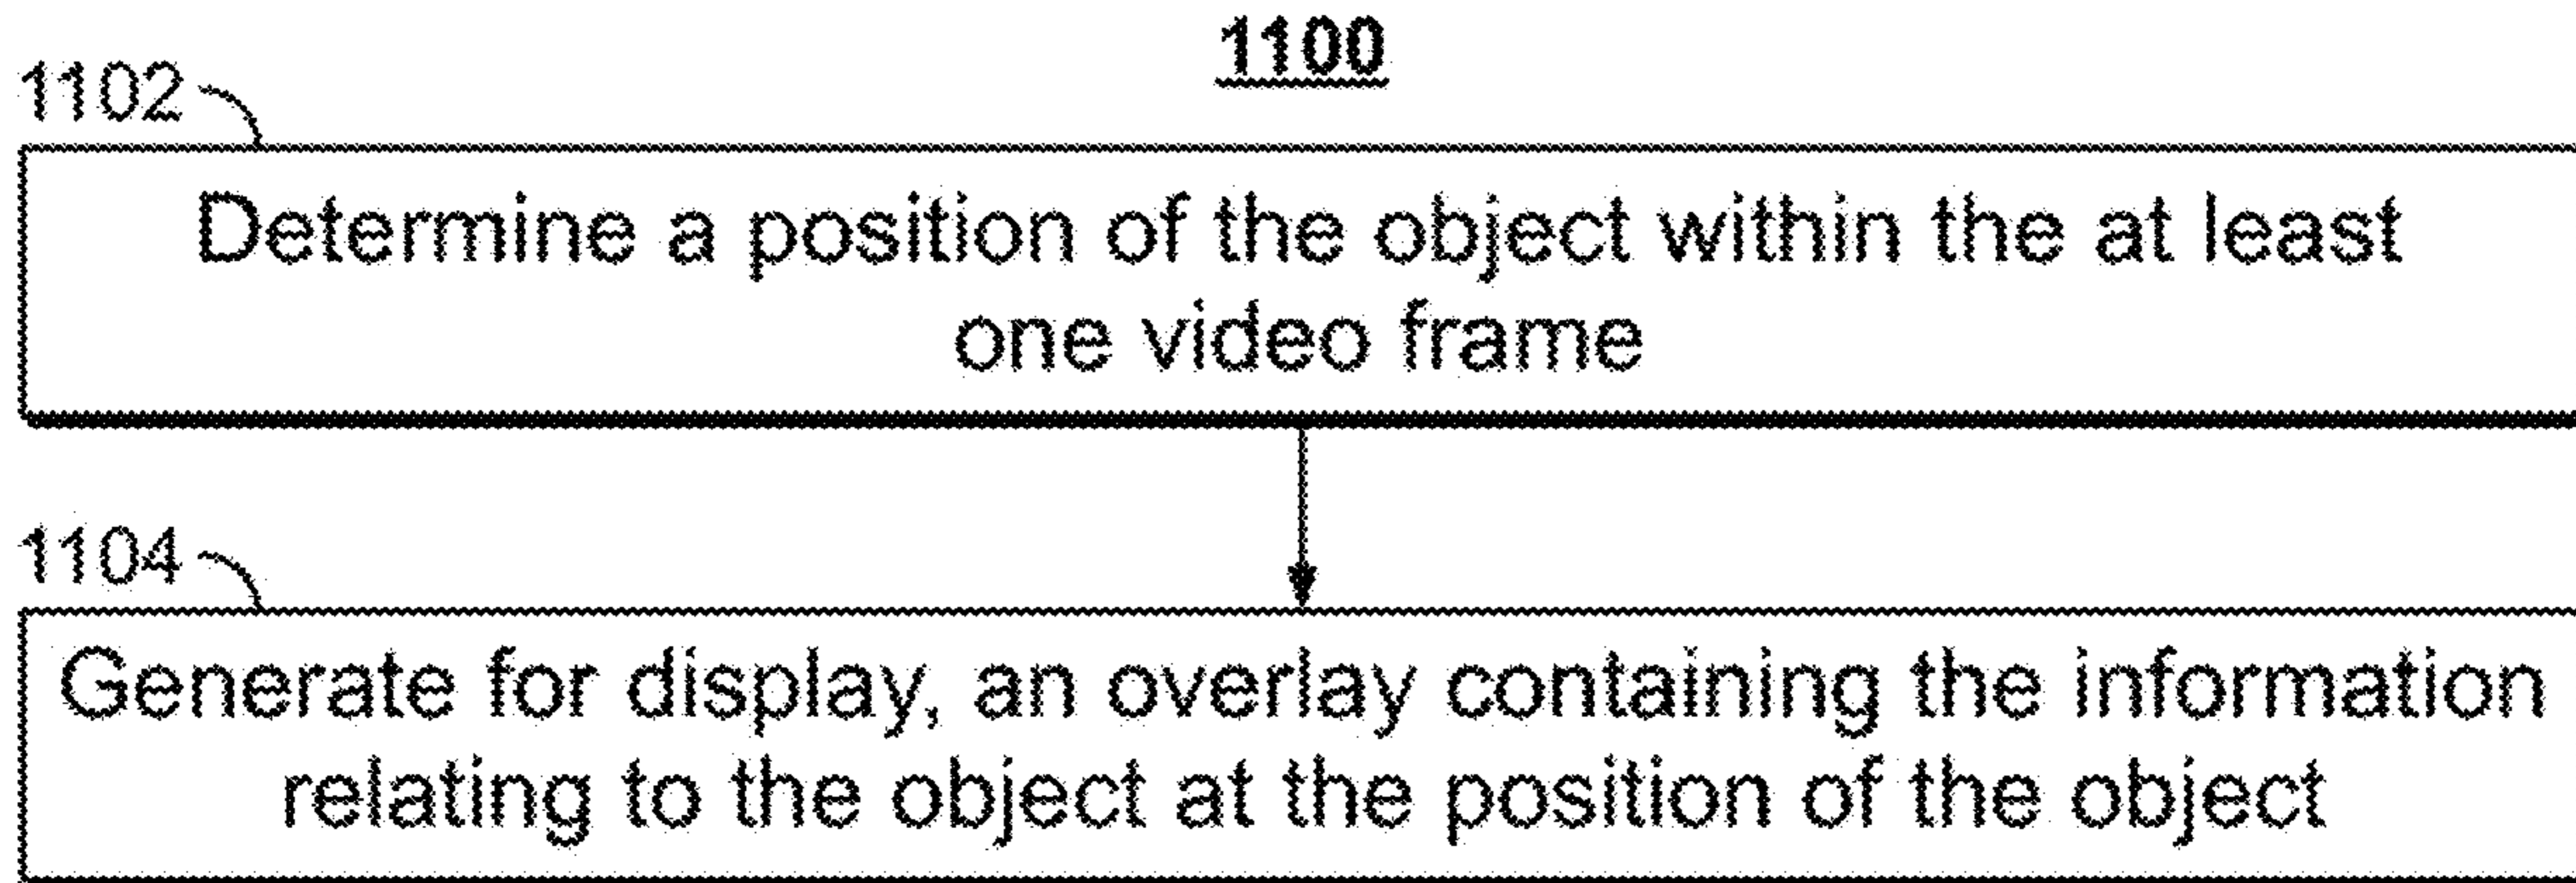 1100
1102
Determine a position of the object within the at least
one video frame
1104
Generate for display, an overlay containing the information
relating to the object at the position of the object